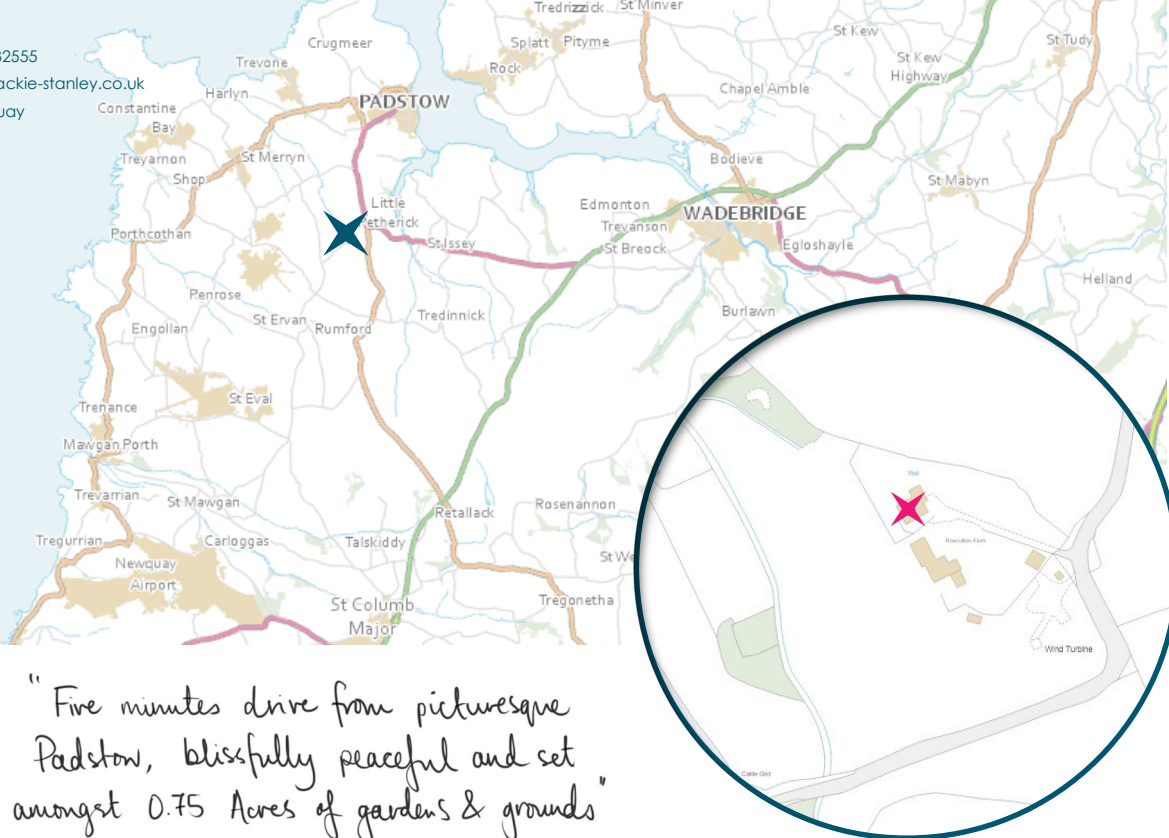 Tredrizzick
St Minver
Crugmeer
Splatt
Pityme
St Kew
St Tudy
32555
Trevone
Rock
St Kew
Highway
ackie-stanley.co.uk
Harlyn
PADSTOW
Chapel Amble
uay
Constantine
Bay
Treyarnon
St Merryn
Bodieve
Shop
St Mabyn
Little
etherick
Edmonton
WADEBRIDGE
Porthcothan
St Issey
Trevanson
St Breock
Egloshayle
Helland
Penrose
Burlawn
Engollan
St Ervan
Rumford
Tredinnick
St Eval
Trenance
Mawgan Porth
Trevarrian
St Mawgan
Retallack
Rosenannon
Tregurrian
Carloggas
Talskiddy
St We
Newquay
Airport
St Columb
Major
Tregonetha
Well
Wind Turbine
Cattle Grid
"Five minutes drive from picturesque
Padstow, blissfully peaceful and set
amongst 0.75 Acres of gardens & grounds"